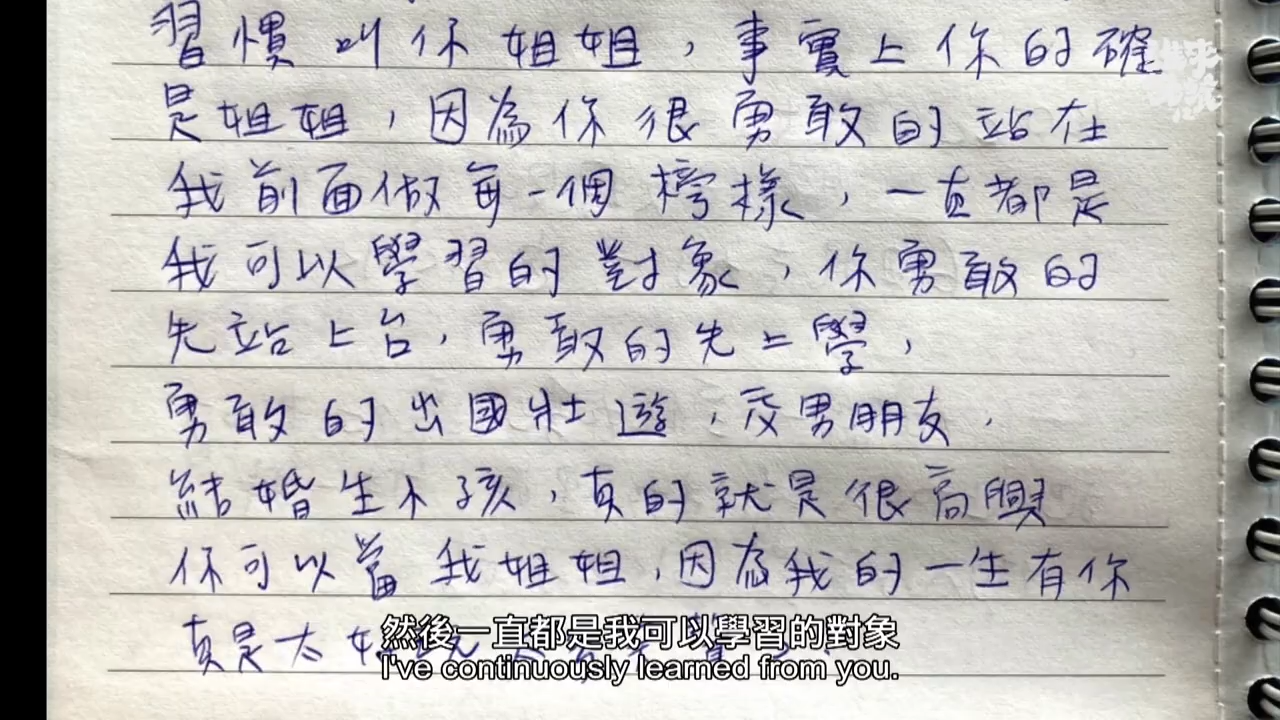 習慣叫你姐姐，事實上你的確
是姐姐，因為你很勇敢的站在
我前面做每一個榜樣，一直都是
我可以學習的對象，你勇敢的
先站上台，勇敢的先上學，
勇敢的出國壯遊，交男朋友，
結婚生小孩，真的就是很高興
你可以當我姐姐，因為我的一生有你
真是太好
然後一直都是我可以學習的對象
I've continuously learned from you.